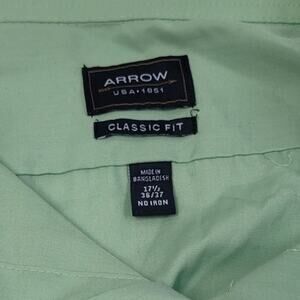 ARROW
USA·1851
CLASSIC FIT
MADE IN
BANGLADESH
17½
36/37
NO IRON